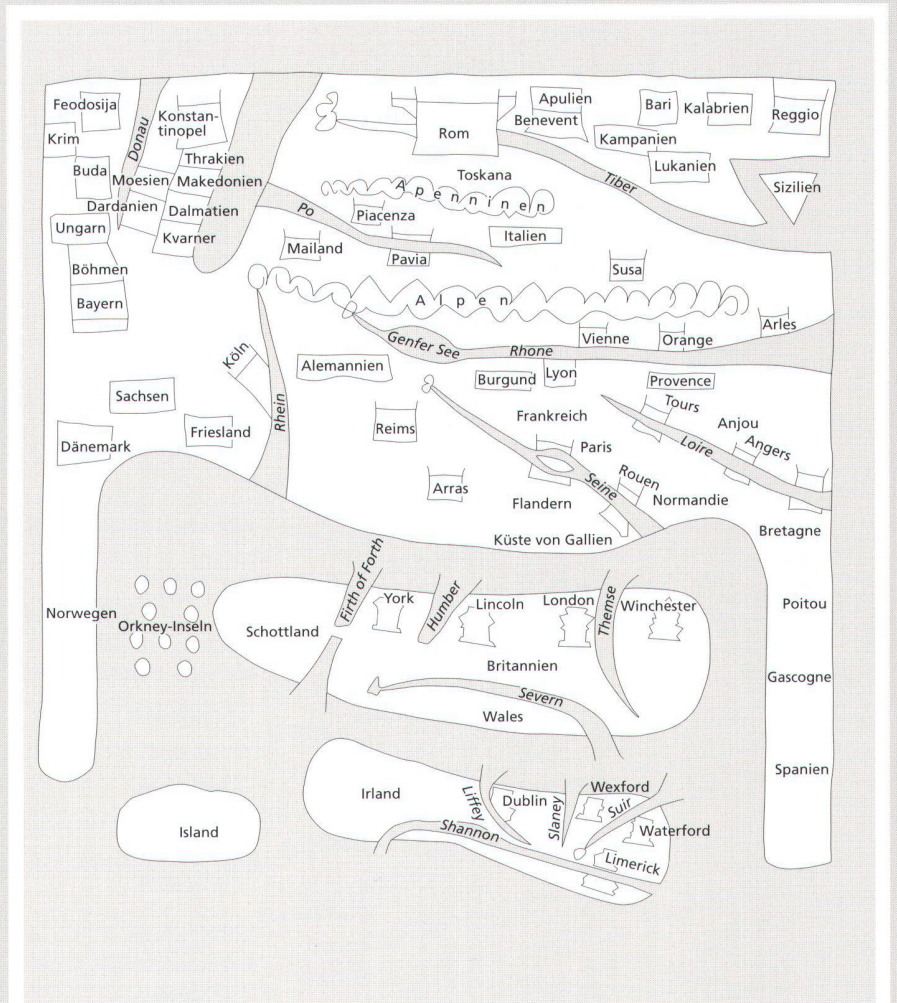 Feodosija
Krim
Donau
Konstan-
tinopel
Buda
Moesien
Thrakien
Makedonien
Dardanien
Dalmatien
Kvarner
Ungarn
Böhmen
Bayern
Rom
Apulien
Benevent
Bari
Kalabrien
Reggio
Kampanien
Lukanien
Sizilien
Tiber
Toskana
Apenninen
Po
Piacenza
Italien
Mailand
Pavia
Susa
Alpen
Arles
Genfer See
Rhone
Vienne
Orange
Köln
Alemannien
Burgund
Lyon
Provence
Sachsen
Rhein
Tours
Anjou
Dänemark
Friesland
Reims
Frankreich
Paris
Loire
Angers
Arras
Seine
Rouen
Normandie
Flandern
Küste von Gallien
Bretagne
Norwegen
Orkney-Inseln
Schottland
Firth of Forth
York
Humber
Lincoln
London
Themse
Winchester
Poitou
Britannien
Gascogne
Severn
Wales
Spanien
Irland
Liffey
Dublin
Slaney
Wexford
Suir
Island
Shannon
Waterford
Limerick